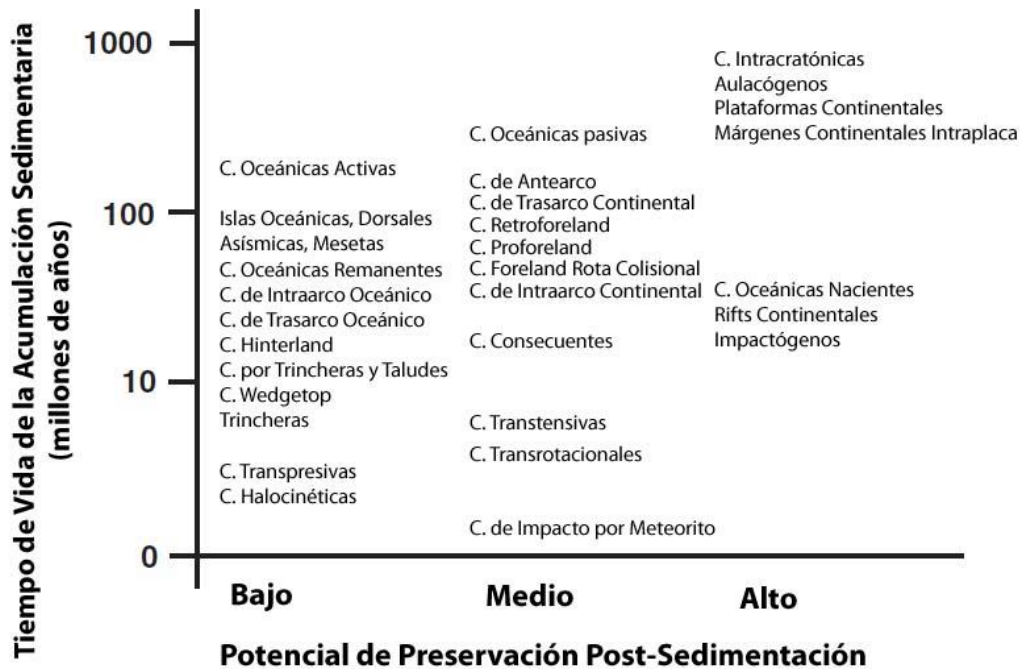 Tiempo de Vida de la Acumulación Sedimentaria
(millones de años)
1000
100
10
0
C. Oceánicas Activas
Islas Oceánicas, Dorsales
Asísmicas, Mesetas
C. Oceánicas Remanentes
C. de Intraarco Oceánico
C. de Trasarco Oceánico
C. Hinterland
C. por Trincheras y Taludes
C. Wedgetop
Trincheras
C. Transpresivas
C. Halocinéticas
C. Oceánicas pasivas
C. de Antearco
C. de Trasarco Continental
C. Retroforeland
C. Proforeland
C. Foreland Rota Colisional
C. de Intraarco Continental
C. Consecuentes
C. Transtensivas
C. Transrotacionales
C. de Impacto por Meteorito
C. Intracratónicas
Aulacógenos
Plataformas Continentales
Márgenes Continentales Intraplaca
C. Oceánicas Nacientes
Rifts Continentales
Impactógenos
Bajo
Medio
Alto
Potencial de Preservación Post-Sedimentación